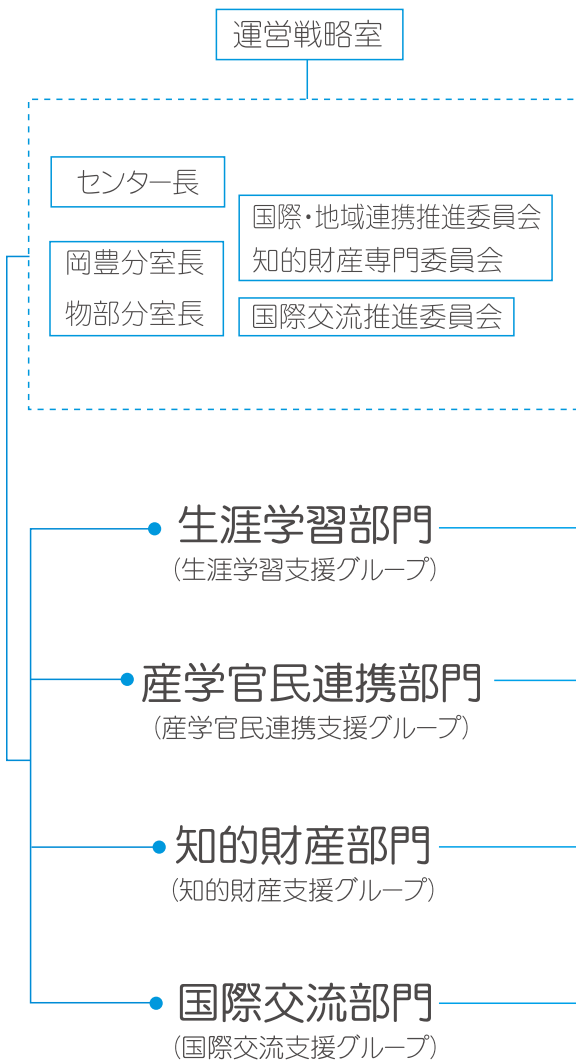 運営戦略室
センター長
岡豊分室長
物部分室長
国際・地域連携推進委員会
知的財産専門委員会
国際交流推進委員会
生涯学習部門
(生涯学習支援グループ)
産学官民連携部門
(産学官民連携支援グループ)
知的財産部門
(知的財産支援グループ)
国際交流部門
(国際交流支援グループ)